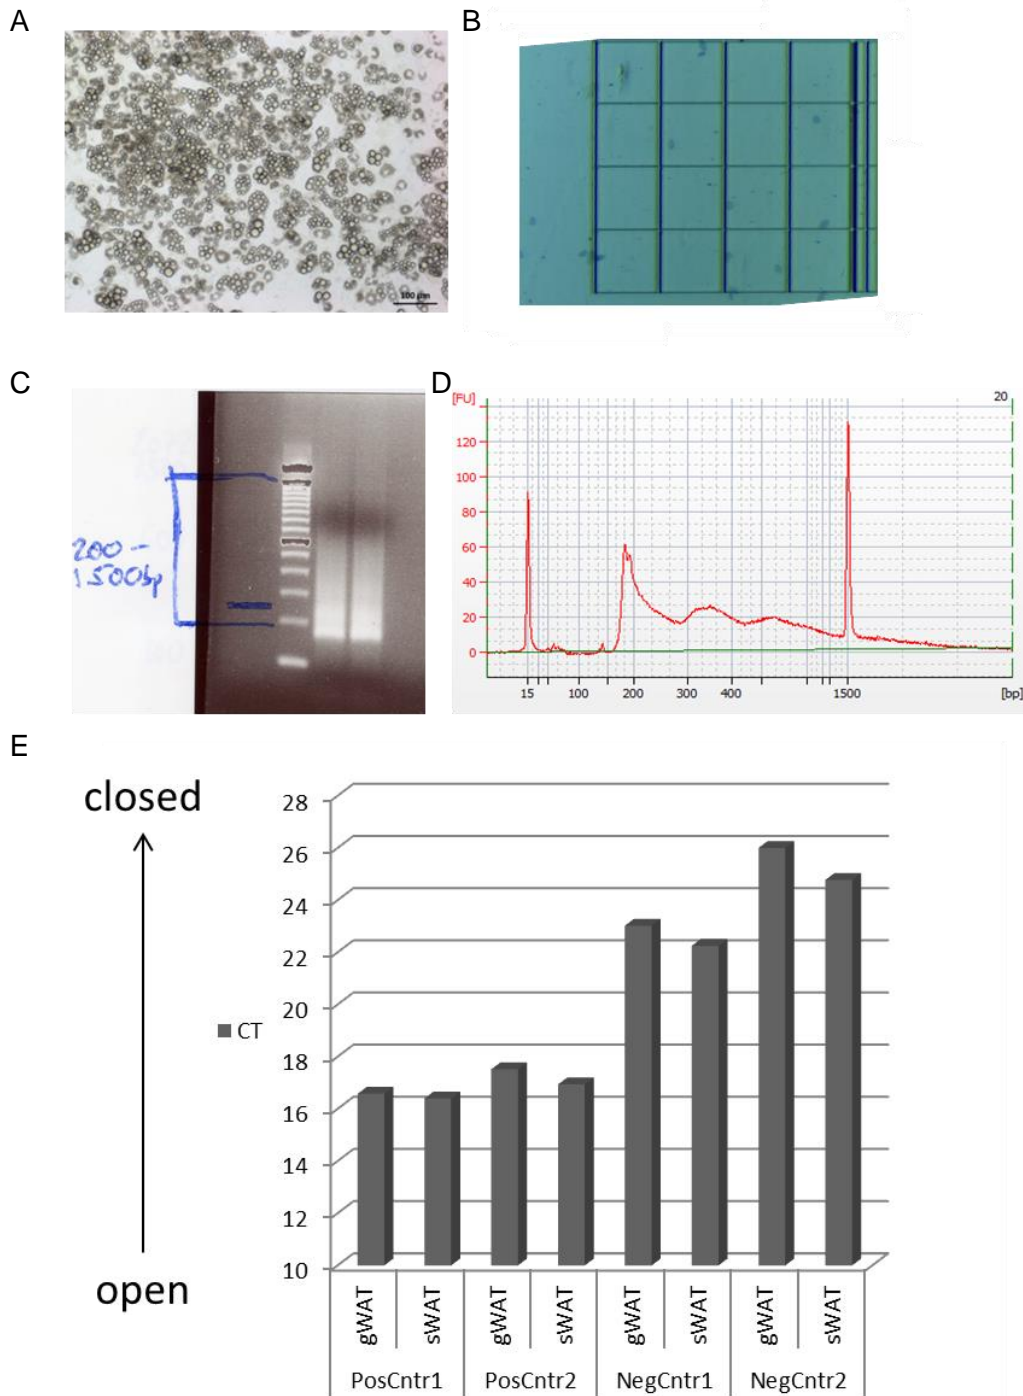 A
B
100 µm
C
D
200 -
1500bp
[FU]
20
120
100
80
60
40
20
0
15
100
200
300
400
1500
[bp]
E
closed
open
28
26
24
22
20
18
16
14
12
10
CT
gWAT
sWAT
gWAT
sWAT
gWAT
sWAT
gWAT
sWAT
PosCntr1
PosCntr2
NegCntr1
NegCntr2